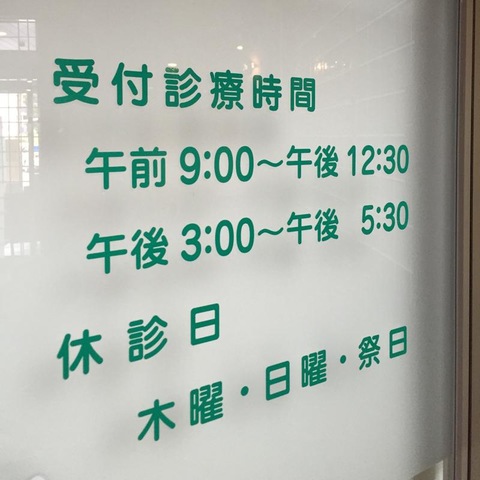 受付診療時間
午前 9:00～午後 12:30
午後 3:00～午後 5:30
休診日
木曜・日曜・祭日